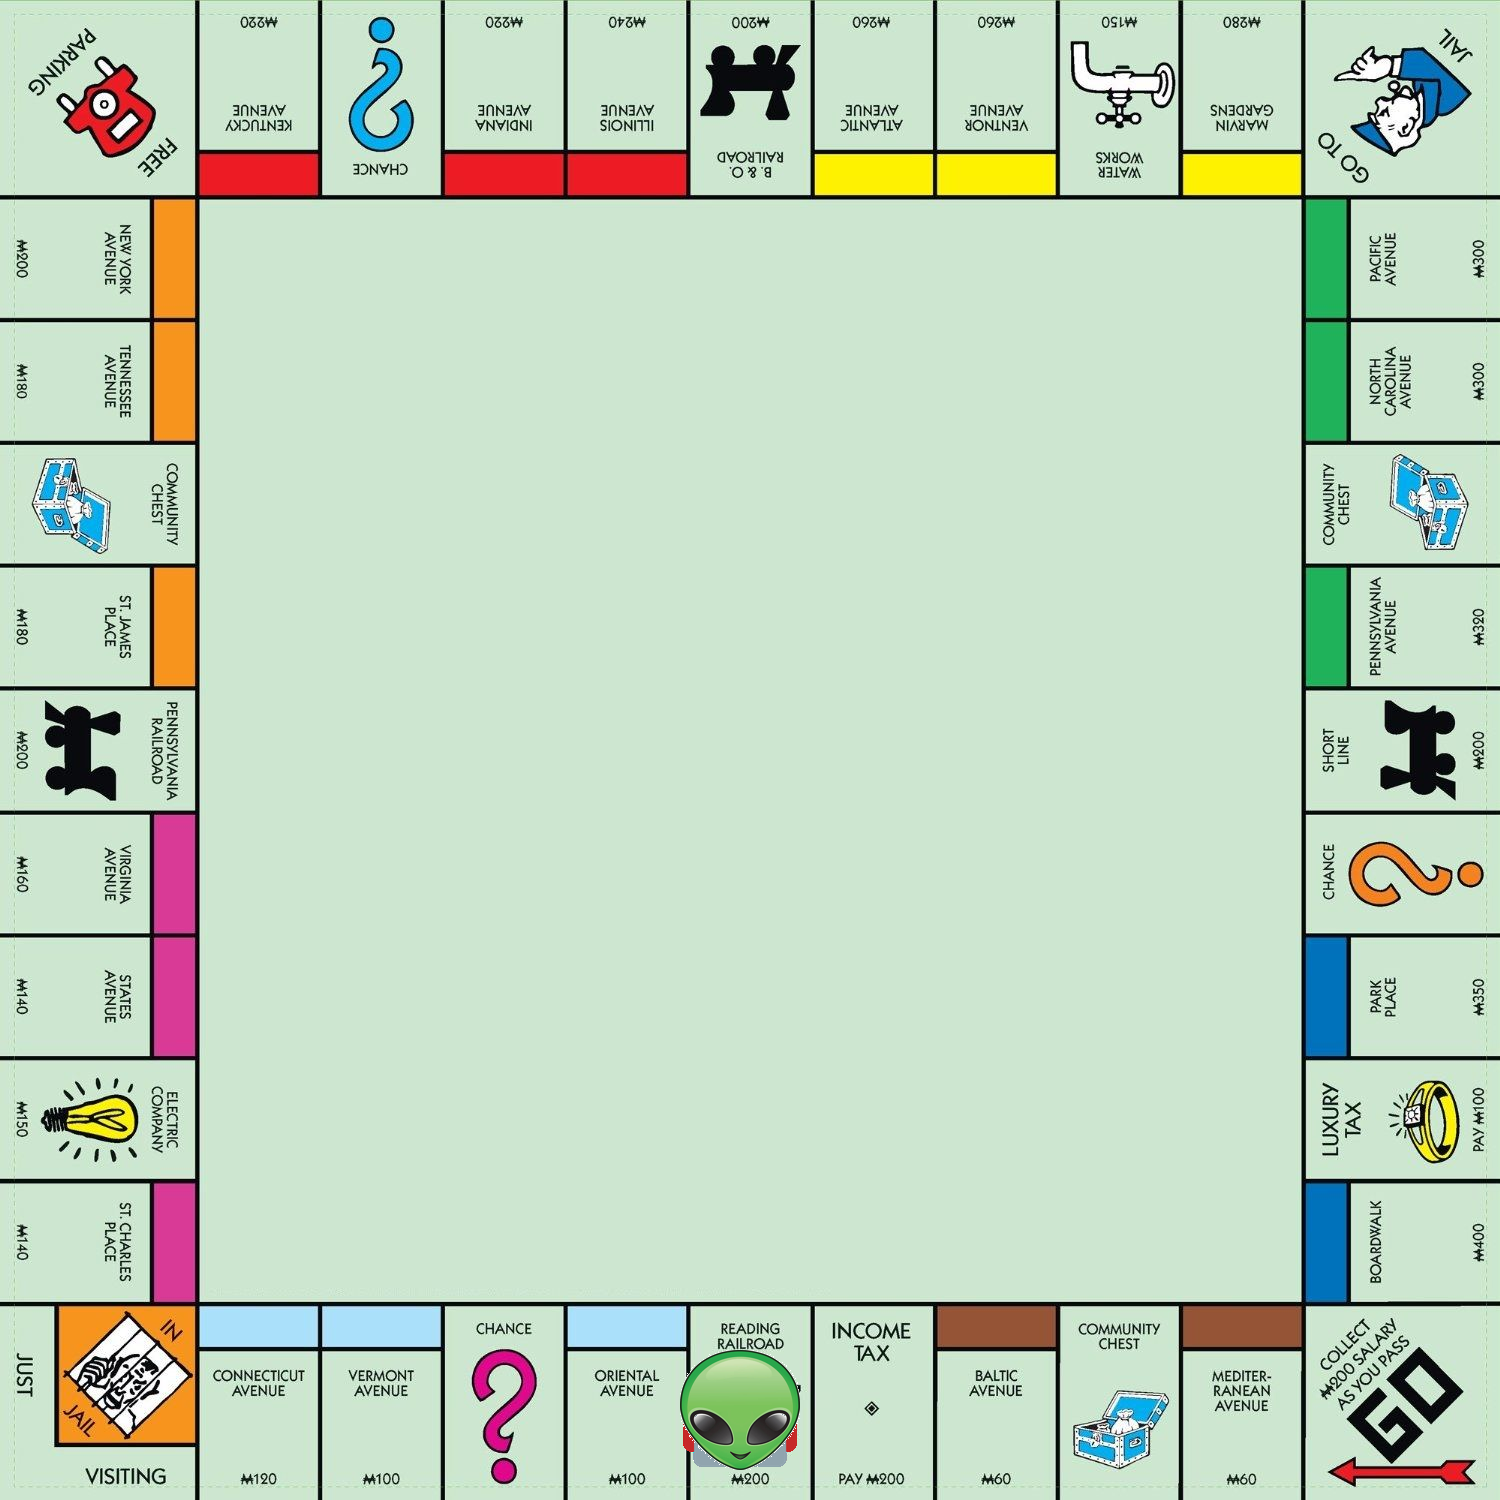 ₩220
KENTUCKY
AVENUE
CHANCE
₩220
INDIANA
AVENUE
₩240
ILLINOIS
AVENUE
₩200
B. & O.
RAILROAD
₩260
ATLANTIC
AVENUE
₩260
VENTNOR
AVENUE
₩150
WATER
WORKS
₩280
MARVIN
GARDENS
FREE
PARKING
GO TO
JAIL
NEW YORK
AVENUE
₩200
TENNESSEE
AVENUE
₩180
COMMUNITY
CHEST
ST. JAMES
PLACE
₩180
PENNSYLVANIA
RAILROAD
₩200
VIRGINIA
AVENUE
₩160
STATES
AVENUE
₩140
ELECTRIC
COMPANY
₩150
ST. CHARLES
PLACE
₩140
PACIFIC
AVENUE
₩300
NORTH
CAROLINA
AVENUE
₩300
COMMUNITY
CHEST
PENNSYLVANIA
AVENUE
₩320
SHORT
LINE
₩200
CHANCE
PARK
PLACE
₩350
LUXURY
TAX
PAY ₩100
BOARDWALK
₩400
JUST
VISITING
IN
JAIL
CONNECTICUT
AVENUE
₩120
VERMONT
AVENUE
₩100
CHANCE
ORIENTAL
AVENUE
₩100
READING
RAILROAD
₩200
INCOME
TAX
PAY ₩200
BALTIC
AVENUE
₩60
COMMUNITY
CHEST
MEDITER-
RANEAN
AVENUE
₩60
COLLECT
₩200 SALARY
AS YOU PASS
GO